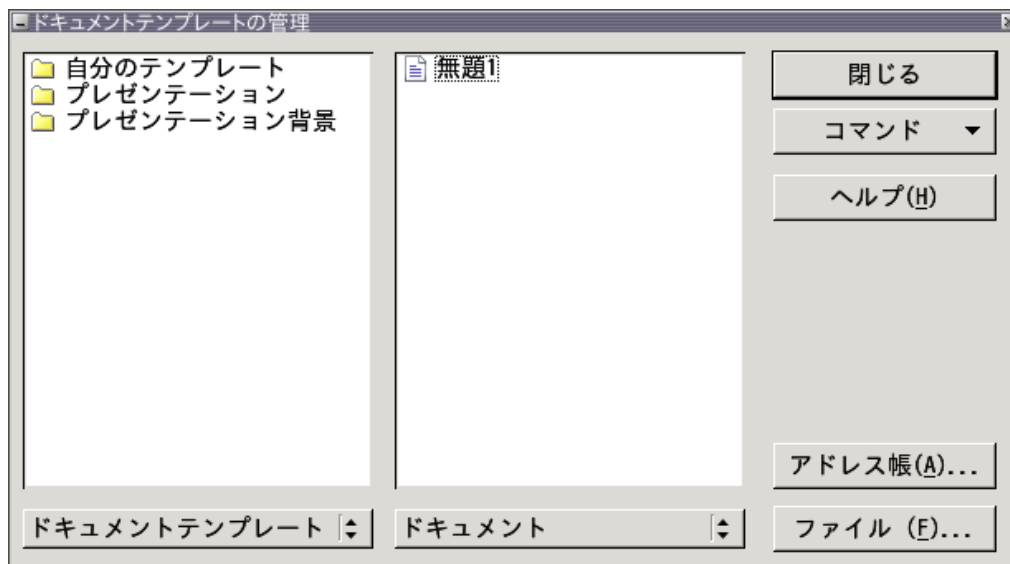 ドキュメントテンプレートの管理
自分のテンプレート
プレゼンテーション
プレゼンテーション背景
無題1
閉じる
コマンド
ヘルプ(H)
アドレス帳(A)...
ファイル (F)...
ドキュメントテンプレート
ドキュメント